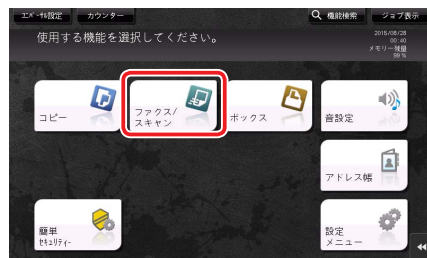 ｴﾝﾊﾟﾈﾙ設定 カウンター 機能検索 ジョブ表示
使用する機能を選択してください。
2015/08/28
00:40
メモリー残量
99 %
コピー
ファクス/
スキャン
ボックス
音設定
アドレス帳
簡単
ｾｷｭﾘﾃｨｰ
設定
メニュー